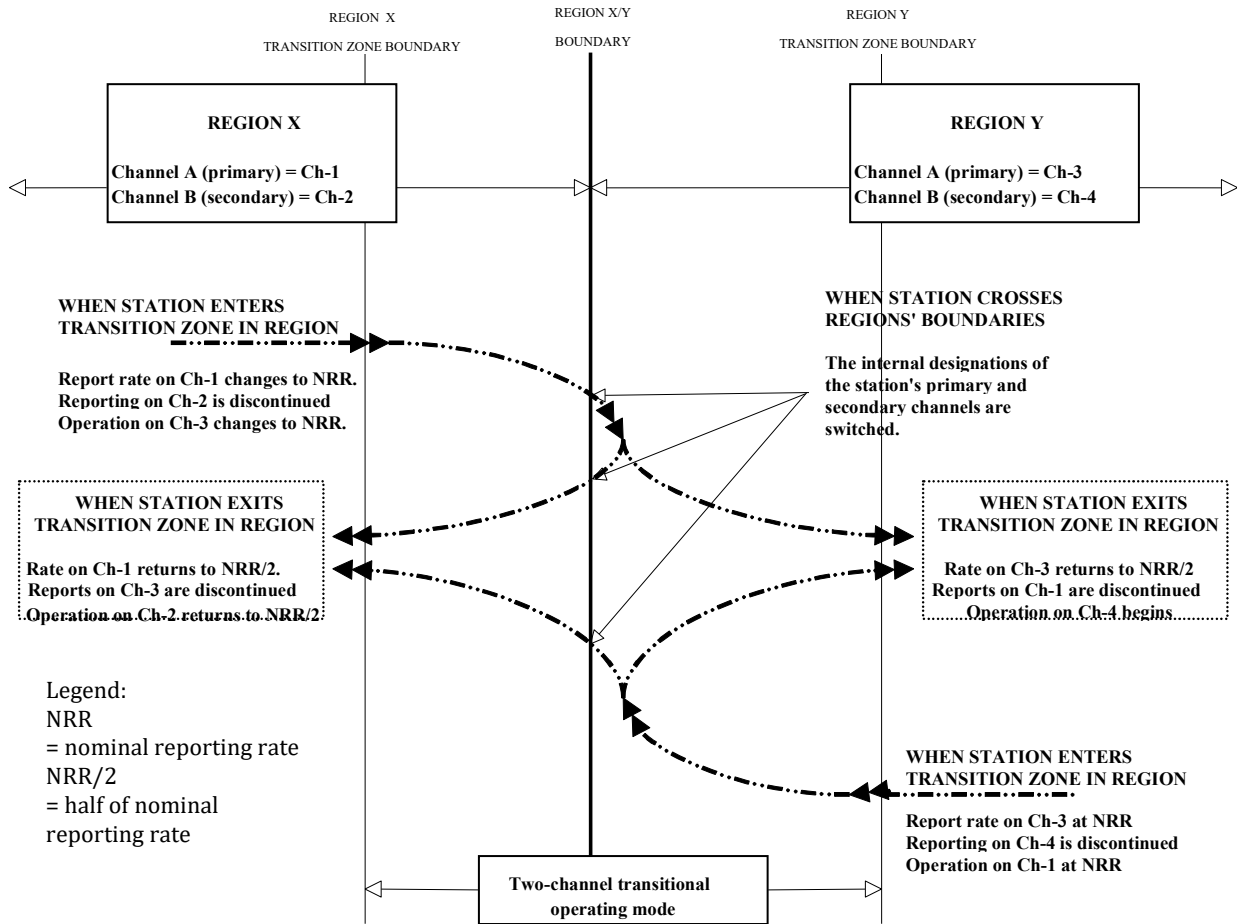 REGION X
TRANSITION ZONE BOUNDARY
REGION X/Y
BOUNDARY
REGION Y
TRANSITION ZONE BOUNDARY
REGION X
Channel A (primary) = Ch-1
Channel B (secondary) = Ch-2
REGION Y
Channel A (primary) = Ch-3
Channel B (secondary) = Ch-4
WHEN STATION ENTERS
TRANSITION ZONE IN REGION
Report rate on Ch-1 changes to NRR.
Reporting on Ch-2 is discontinued
Operation on Ch-3 changes to NRR.
WHEN STATION CROSSES
REGIONS' BOUNDARIES
The internal designations of
the station's primary and
secondary channels are
switched.
WHEN STATION EXITS
TRANSITION ZONE IN REGION
Rate on Ch-1 returns to NRR/2.
Reports on Ch-3 are discontinued
Operation on Ch-2 returns to NRR/2
WHEN STATION EXITS
TRANSITION ZONE IN REGION
Rate on Ch-3 returns to NRR/2
Reports on Ch-1 are discontinued
Operation on Ch-4 begins
Legend:
NRR
= nominal reporting rate
NRR/2
= half of nominal
reporting rate
WHEN STATION ENTERS
TRANSITION ZONE IN REGION
Report rate on Ch-3 at NRR
Reporting on Ch-4 is discontinued
Operation on Ch-1 at NRR
Two-channel transitional
operating mode